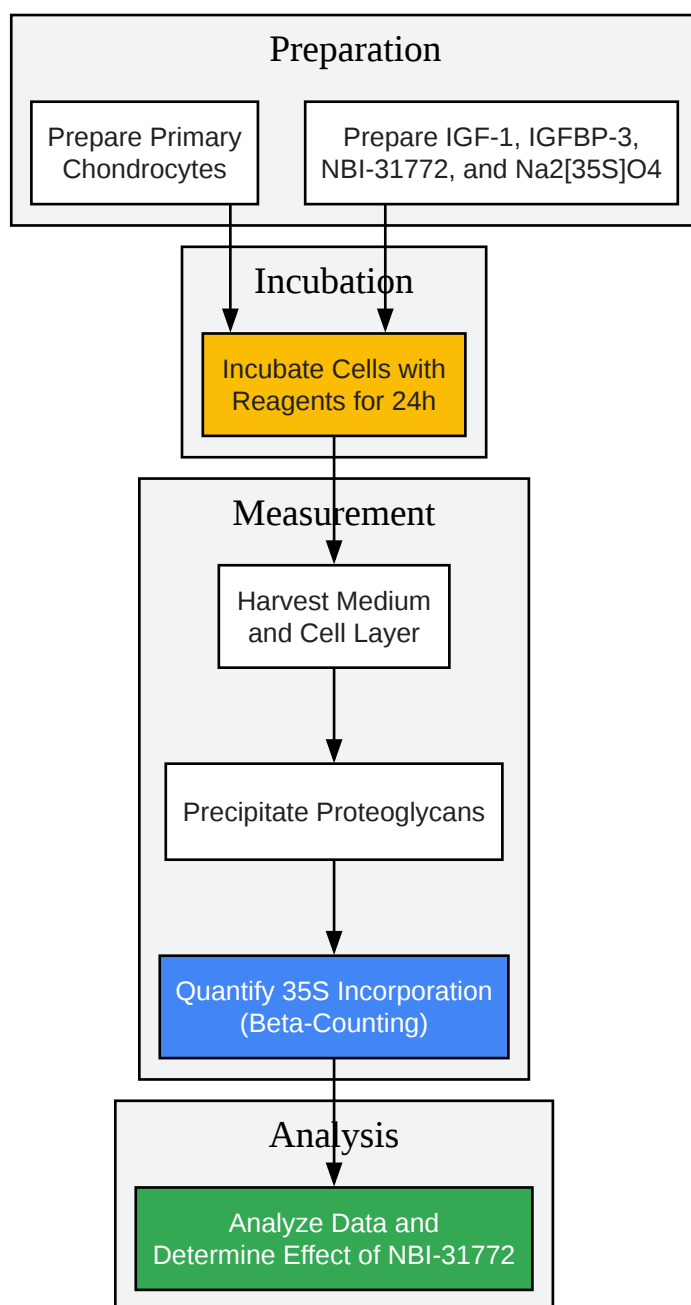 Preparation
Prepare Primary
Chondrocytes
Prepare IGF-1, IGFBP-3,
NBI-31772, and Na2[35S]O4
Incubation
Incubate Cells with
Reagents for 24h
Measurement
Harvest Medium
and Cell Layer
Precipitate Proteoglycans
Quantify 35S Incorporation
(Beta-Counting)
Analysis
Analyze Data and
Determine Effect of NBI-31772